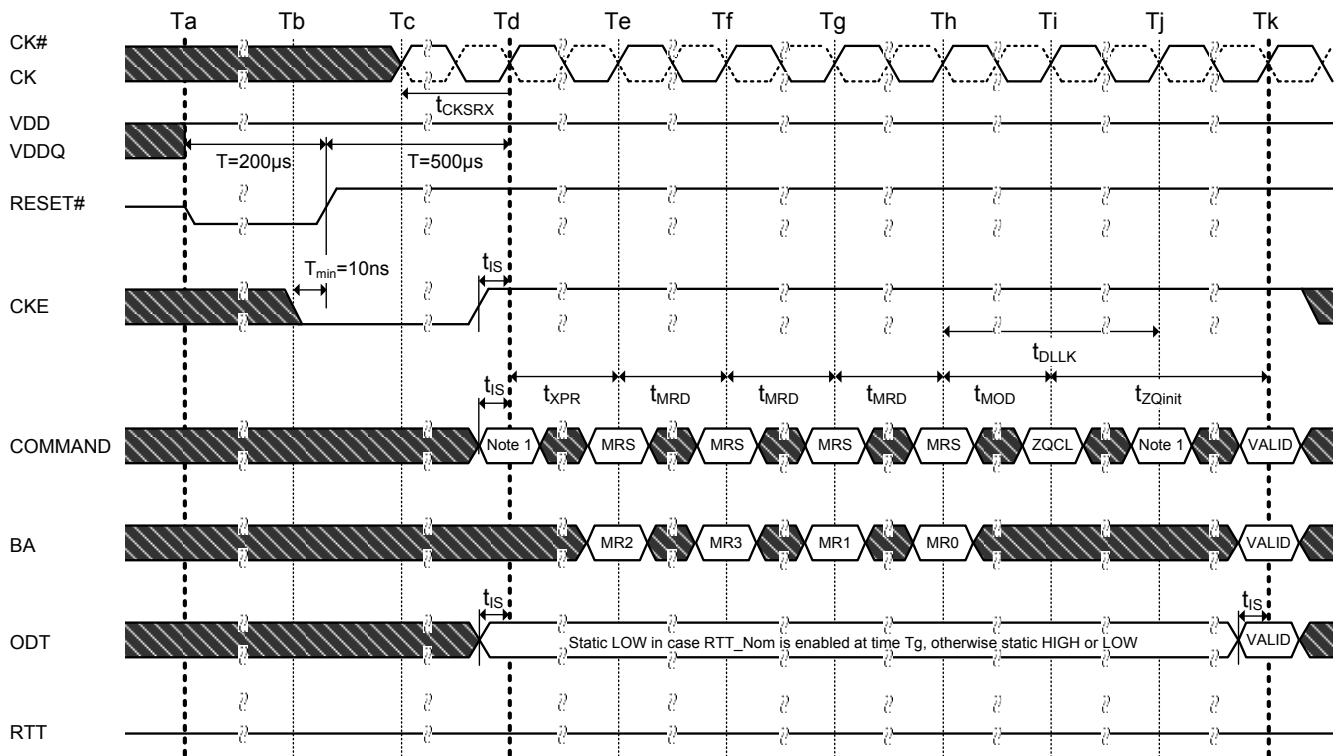 Ta Tb Tc Td Te Tf Tg Th Ti Tj Tk
CK#
CK
tCKSRX
VDD
VDDQ
T=200µs T=500µs
RESET#
Tmin=10ns tIS
CKE
tDLLK
tIS tXPR tMRD tMRD tMRD tMOD tZQinit
COMMAND Note 1 MRS MRS MRS MRS ZQCL Note 1 VALID
BA MR2 MR3 MR1 MR0 VALID
tIS tIS
ODT Static LOW in case RTT_Nom is enabled at time Tg, otherwise static HIGH or LOW VALID
RTT